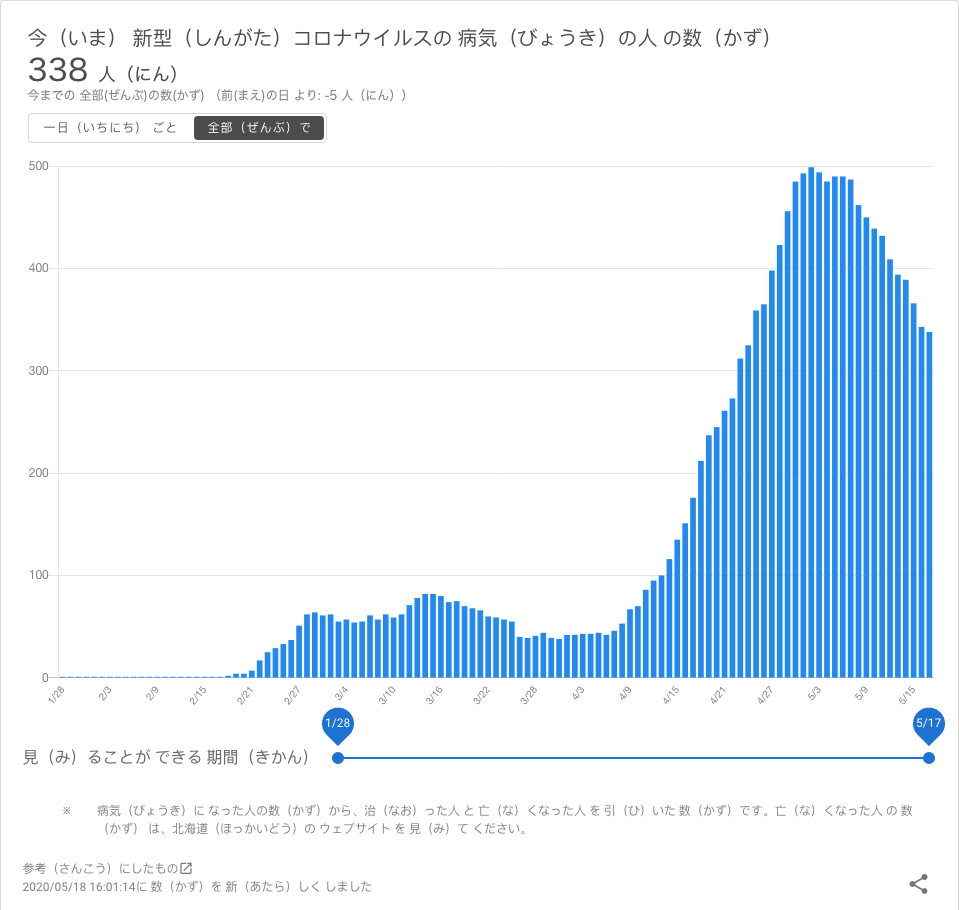 今（いま） 新型（しんがた）コロナウイルスの 病気（びょうき）の人 の数（かず）
338 人（にん）
今までの 全部(ぜんぶ)の数(かず) （前(まえ)の日 より: -5 人（にん））
一日（いちにち） ごと 全部（ぜんぶ）で
500
400
300
200
100
0
1/28 2/3 2/9 2/15 2/21 2/27 3/4 3/10 3/16 3/22 3/28 4/3 4/9 4/15 4/21 4/27 5/3 5/9 5/15
1/28 5/17
見（み）ることが できる 期間（きかん）
※ 病気（びょうき）に なった人の数（かず）から、治（なお）った人 と 亡（な）くなった人 を 引（ひ）いた 数（かず）です。亡（な）くなった人 の 数
（かず） は、北海道（ほっかいどう）の ウェブサイト を 見（み）て ください。
参考（さんこう）にしたもの
2020/05/18 16:01:14に 数（かず）を 新（あたら）しく しました